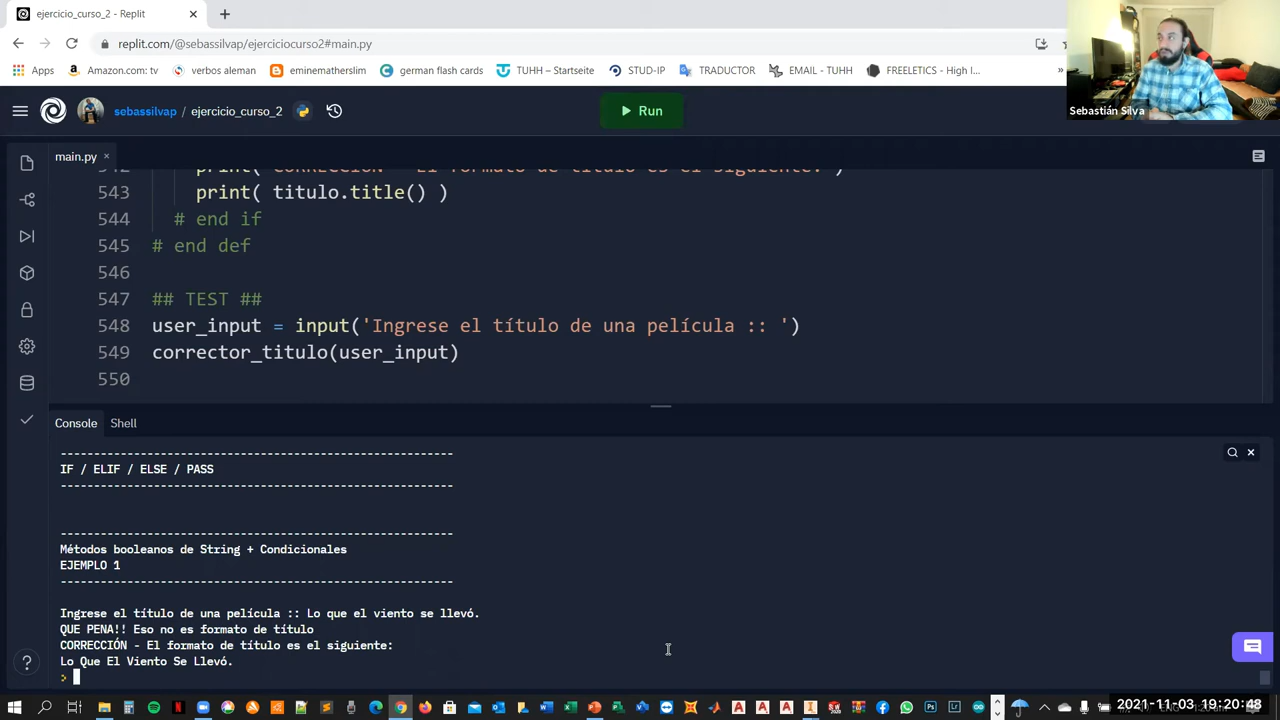 ejercicio_curso_2 - Replit
replit.com/@sebassilvap/ejerciciocurso2#main.py
Apps Amazon.com: tv verbos aleman eminemathserslim german flash card TUHH – Startseite STUD-IP TRADUCTOR EMAIL - TUHH FREELETICS - High I...
Sebastián Silva
sebassilvap / ejercicio_curso_2 Run
main.py
543 print( titulo.title() )
544 # end if
545 # end def
546
547 ## TEST ##
548 user_input = input('Ingrese el título de una película :: ')
549 corrector_titulo(user_input)
550
Console Shell
------------------------------------------------------
IF / ELIF / ELSE / PASS
------------------------------------------------------
------------------------------------------------------
Métodos booleanos de String + Condicionales
EJEMPLO 1
------------------------------------------------------
Ingrese el título de una película :: Lo que el viento se llevó.
QUE PENA!! Eso no es formato de título
CORRECCIÓN - El formato de título es el siguiente:
Lo Que El Viento Se Llevó.
>
2021-11-03 19:20:48